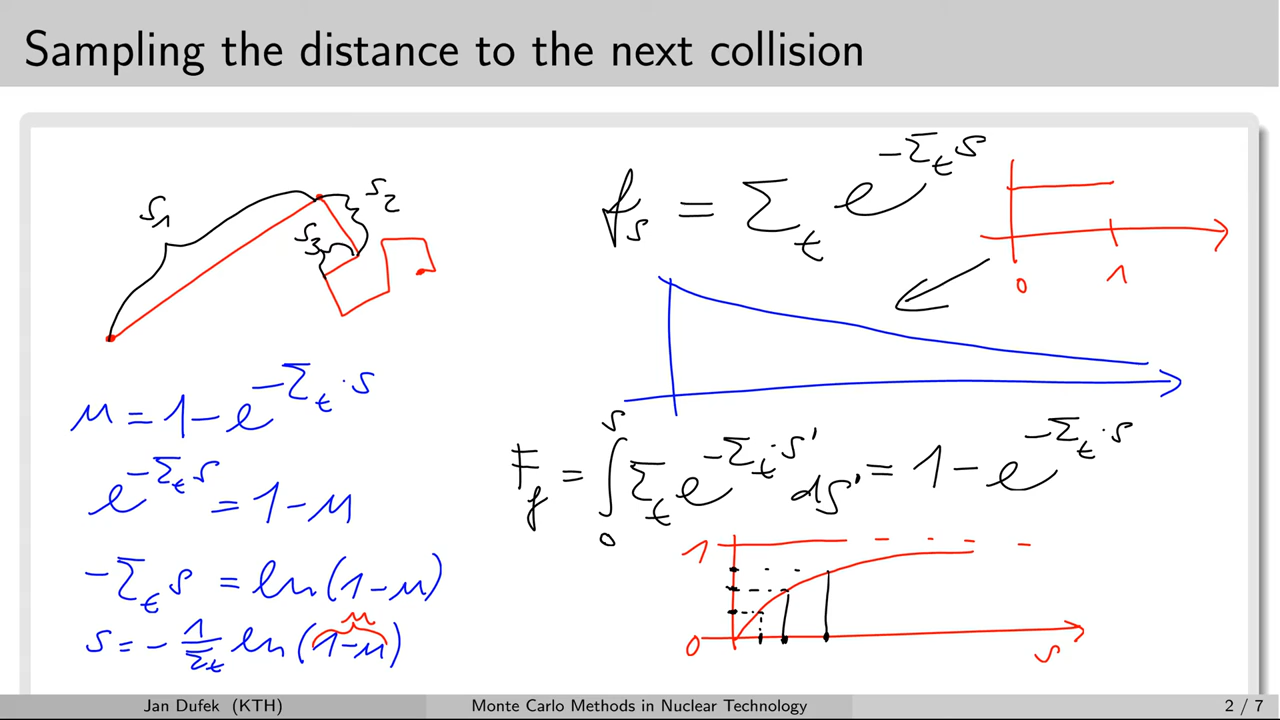 Sampling the distance to the next collision
s₁
s₂
s₃
f_s = Σ_t e^{-Σ_t s}
0 1
u = 1 - e^{-Σ_t · s}
e^{-Σ_t s} = 1 - u
-Σ_t s = ln(1 - u)
u
s = - 1/Σ_t ln(1 - u)
F_f = ∫_0^s Σ_t e^{-Σ_t · s'} ds' = 1 - e^{-Σ_t · s}
1
0
s
Jan Dufek (KTH) Monte Carlo Methods in Nuclear Technology 2 / 7